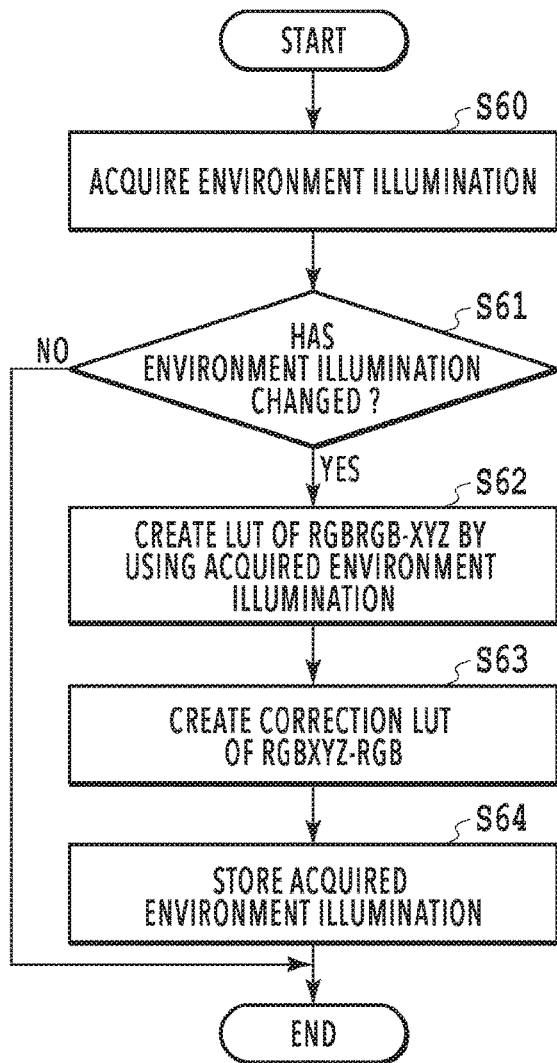 START
S60
ACQUIRE ENVIRONMENT ILLUMINATION
S61
HAS
ENVIRONMENT ILLUMINATION
CHANGED ?
NO
YES
S62
CREATE LUT OF RGBRGB-XYZ BY
USING ACQUIRED ENVIRONMENT
ILLUMINATION
S63
CREATE CORRECTION LUT
OF RGBXYZ-RGB
S64
STORE ACQUIRED
ENVIRONMENT ILLUMINATION
END